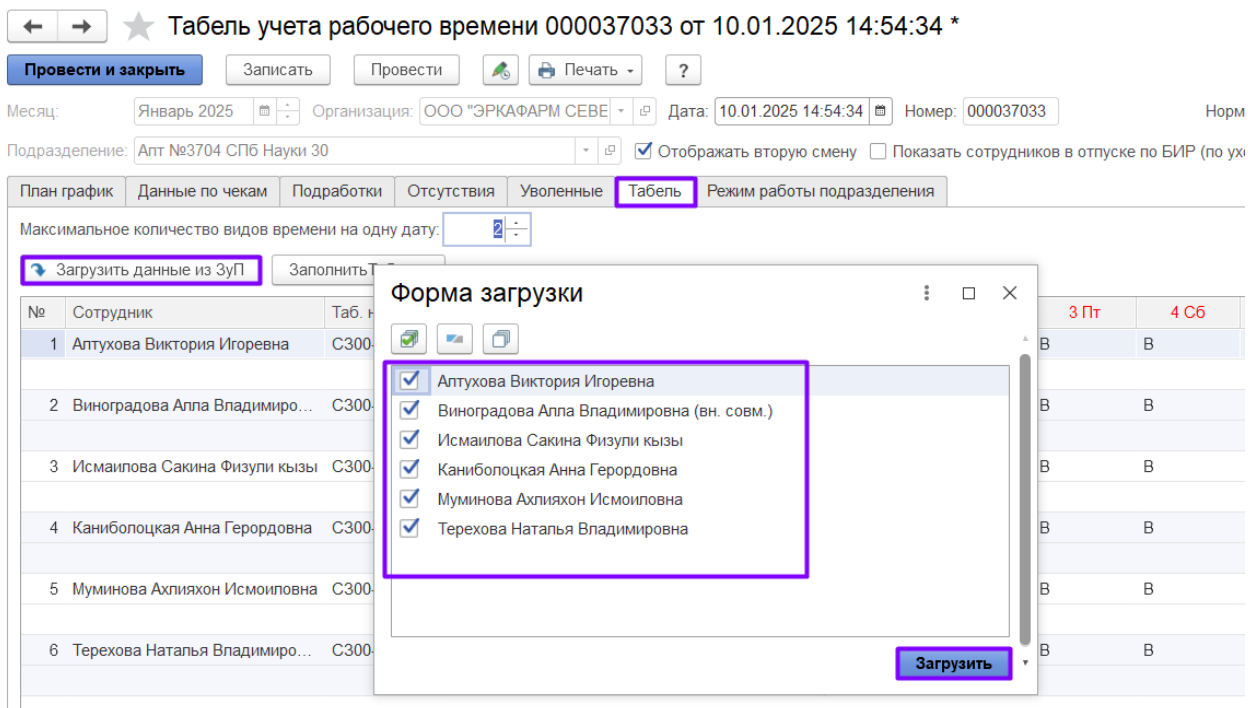 Табель учета рабочего времени 000037033 от 10.01.2025 14:54:34 *
Провести и закрыть Записать Провести Печать ?
Месяц: Январь 2025 Организация: ООО "ЭРКАФАРМ СЕВЕ Дата: 10.01.2025 14:54:34 Номер: 000037033 Норм
Подразделение: Апт №3704 СПб Науки 30 Отображать вторую смену Показать сотрудников в отпуске по БИР (по ухо
План график Данные по чекам Подработки Отсутствия Уволенные Табель Режим работы подразделения
Максимальное количество видов времени на одну дату: 2
Загрузить данные из ЗуП Заполнить
Форма загрузки
№ Сотрудник Таб. н 3 Пт 4 Сб
1 Алтухова Виктория Игоревна С300- В В
2 Виноградова Алла Владимиро... С300- В В
3 Исмаилова Сакина Физули кызы С300- В В
4 Каниболоцкая Анна Герордовна С300- В В
5 Муминова Ахлияхон Исмоиловна С300- В В
6 Терехова Наталья Владимиро... С300- В В
Алтухова Виктория Игоревна
Виноградова Алла Владимировна (вн. совм.)
Исмаилова Сакина Физули кызы
Каниболоцкая Анна Герордовна
Муминова Ахлияхон Исмоиловна
Терехова Наталья Владимировна
Загрузить